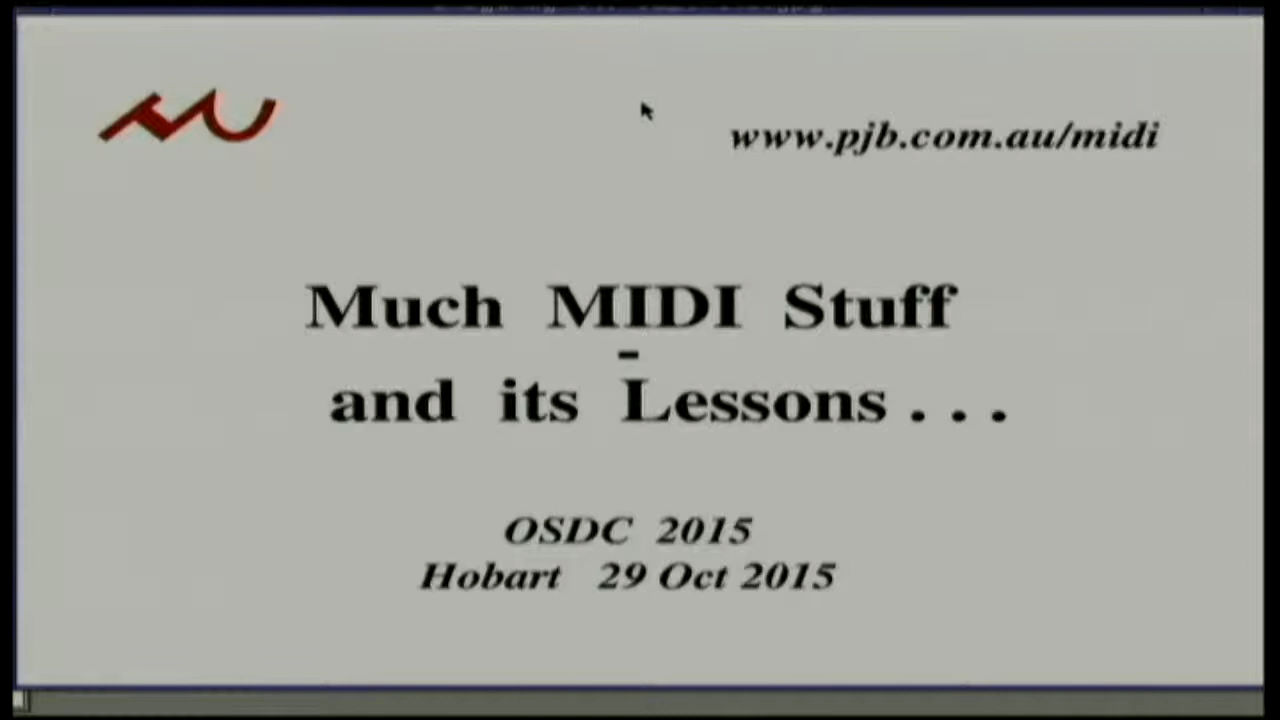 www.pjb.com.au/midi
Much MIDI Stuff
-
and its Lessons . . .
OSDC 2015
Hobart 29 Oct 2015